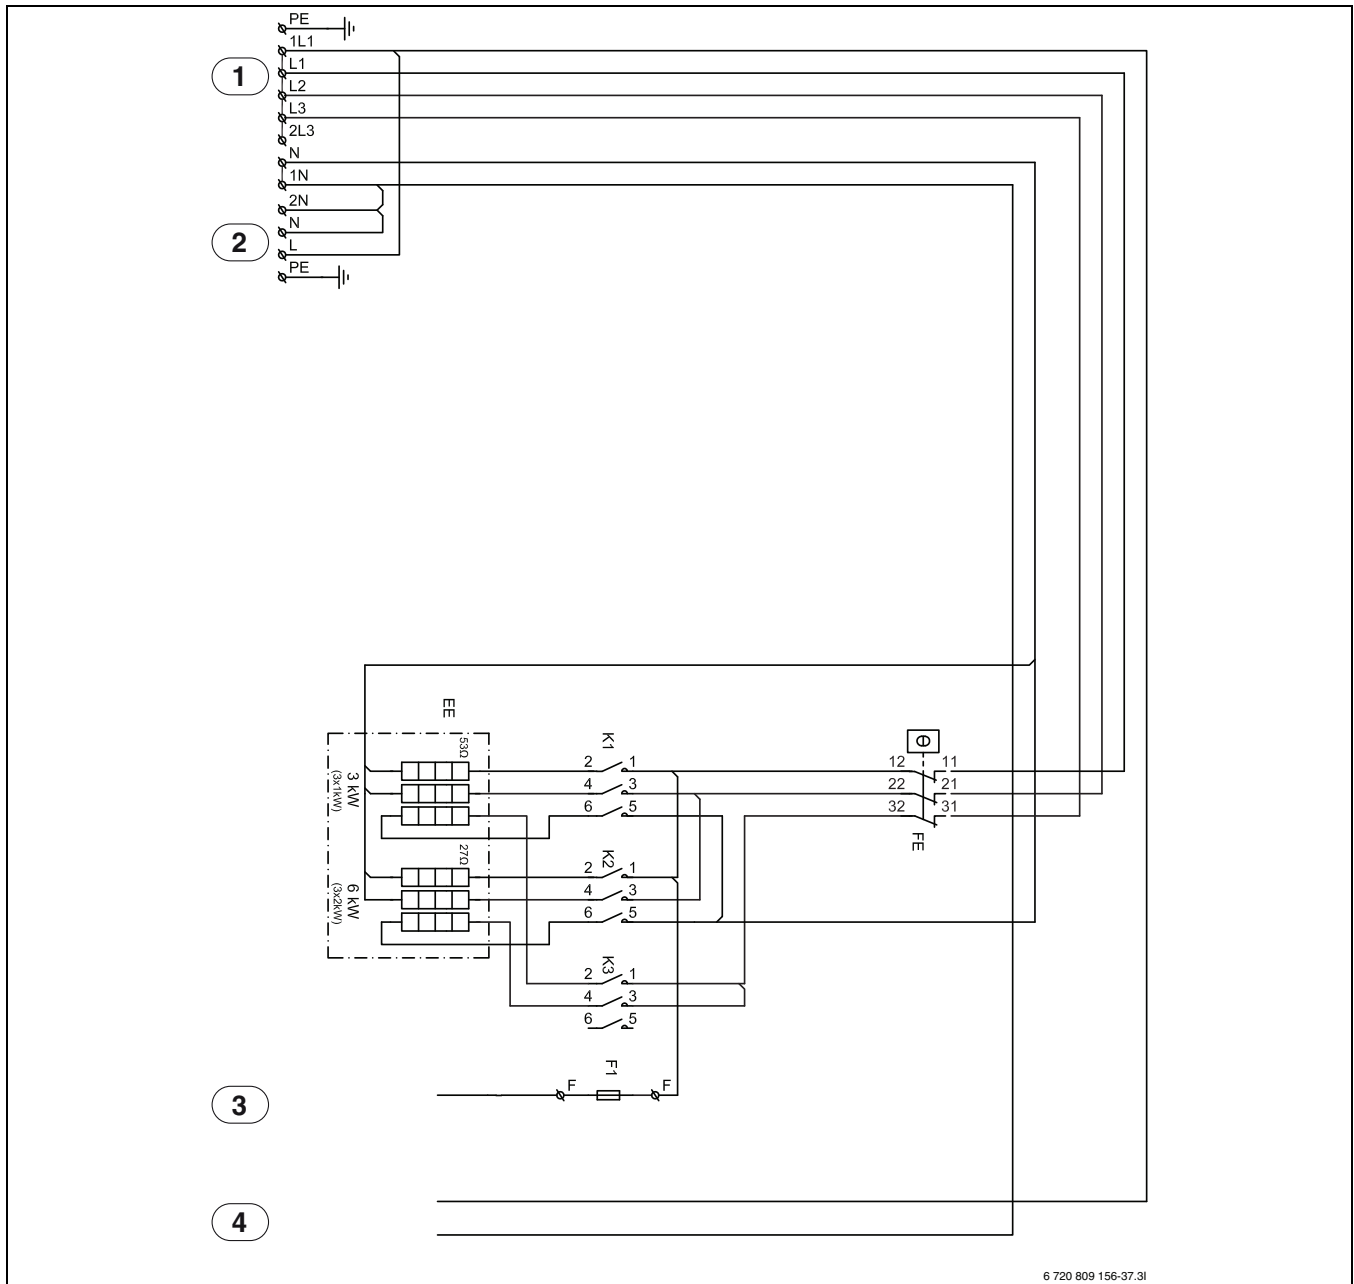 PE
1L1
L1
1
L2
L3
2L3
N
1N
2N
N
2
L
PE
EE
53Ω
3 kW
(3x1kW)
27Ω
6 kW
(3x2kW)
K1
2 1
4 3
6 5
K2
2 1
4 3
6 5
K3
2 1
4 3
6 5
Θ
12 11
22 21
32 31
FE
F1
F F
3
4
6 720 809 156-37.3I